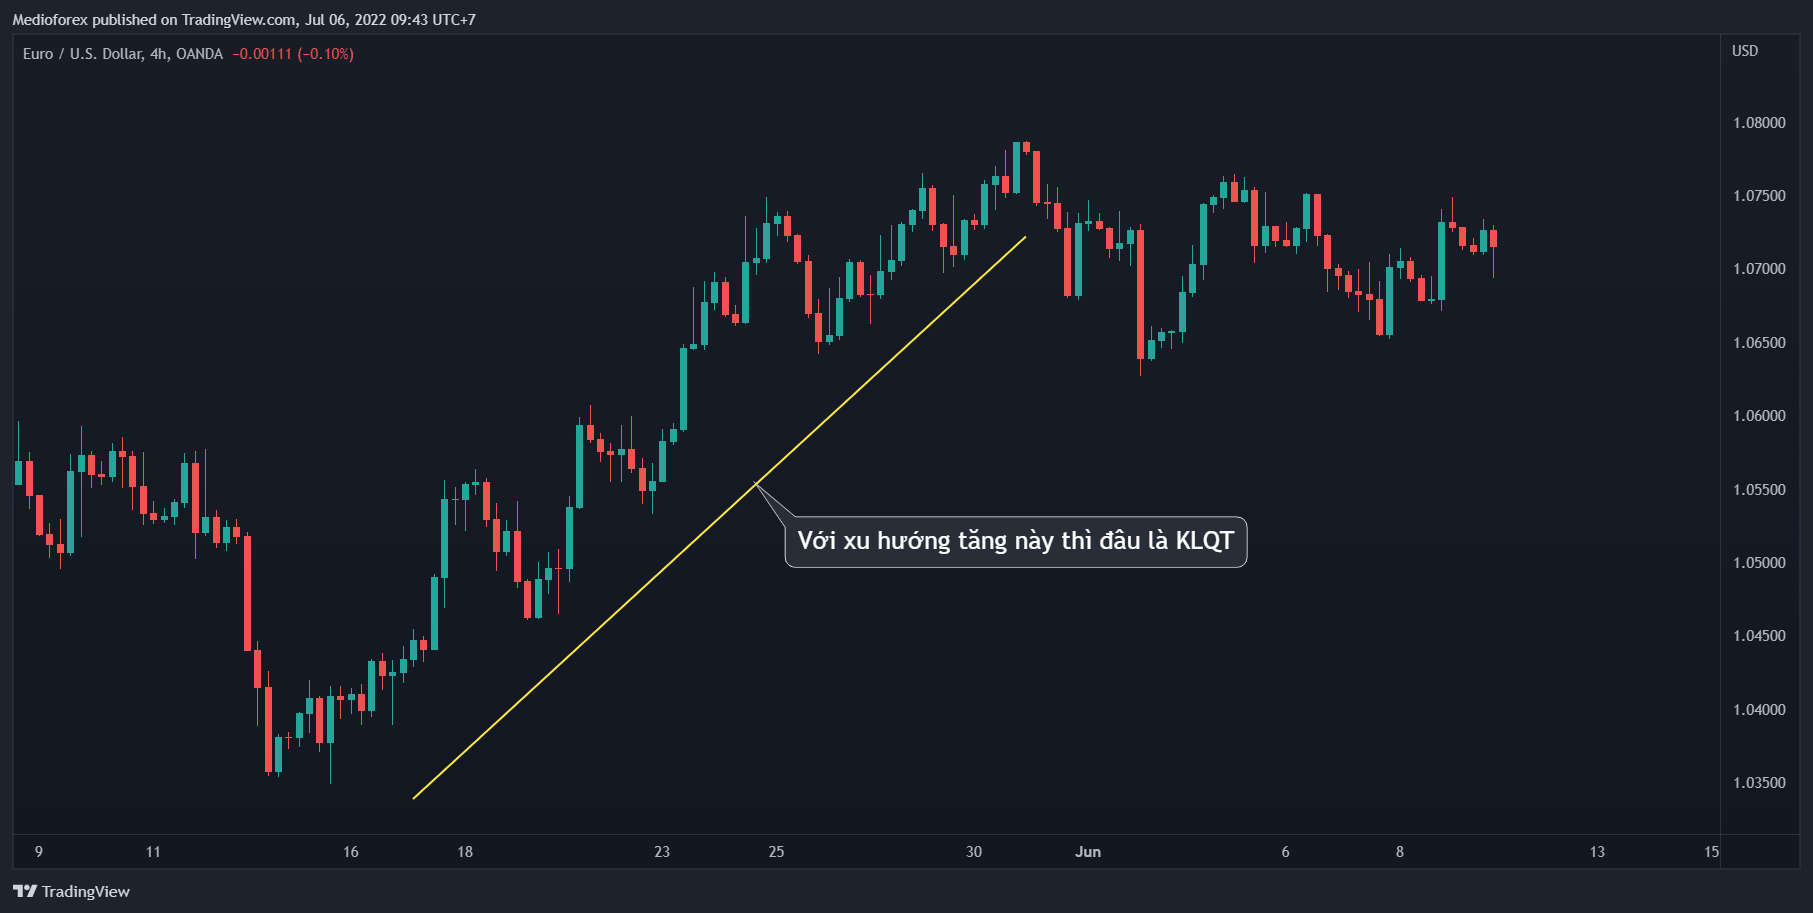 Medioforex published on TradingView.com, Jul 06, 2022 09:43 UTC+7
Euro / U.S. Dollar, 4h, OANDA −0.00111 (−0.10%)
USD
1.08000
1.07500
1.07000
1.06500
1.06000
1.05500
1.05000
1.04500
1.04000
1.03500
Với xu hướng tăng này thì đâu là KLQT
9 11 16 18 23 25 30 Jun 6 8 13 15
TradingView